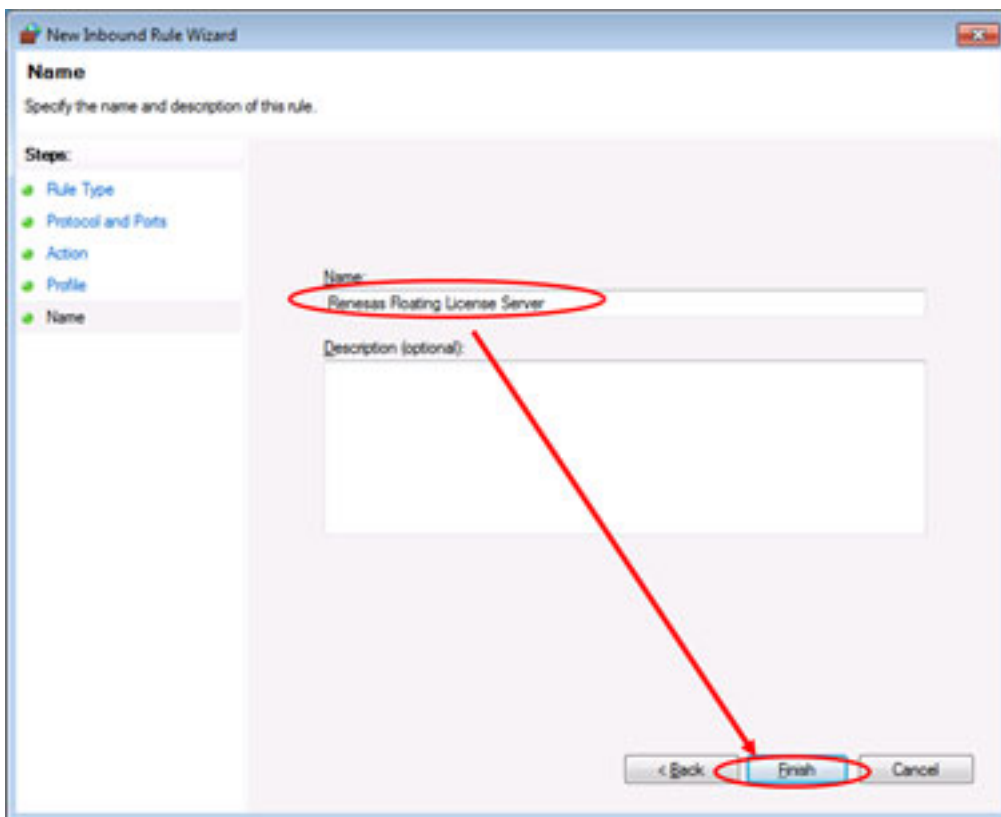 New Inbound Rule Wizard
Name
Specify the name and description of this rule.
Steps:
Rule Type
Protocol and Ports
Action
Profile
Name
Name:
Renesas Floating License Server
Description (optional):
< Back
Finish
Cancel